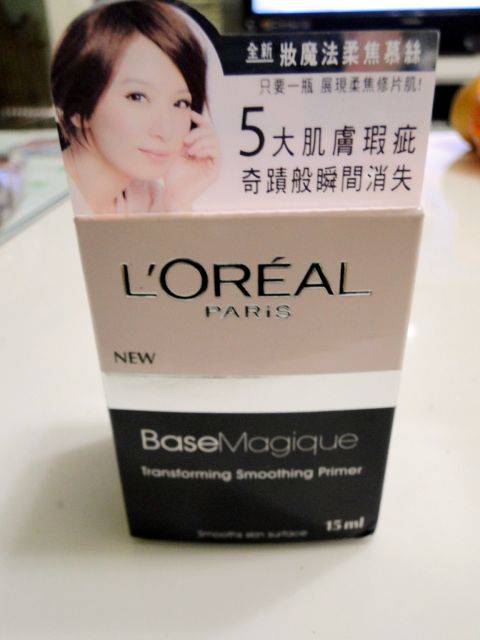 全新 妝魔法柔焦慕絲
只要一瓶 展現柔焦修片肌!
5大肌膚瑕疵
奇蹟般瞬間消失
L'ORÉAL
PARiS
NEW
BaseMagique
Transforming Smoothing Primer
15 ml
Smooths skin surface